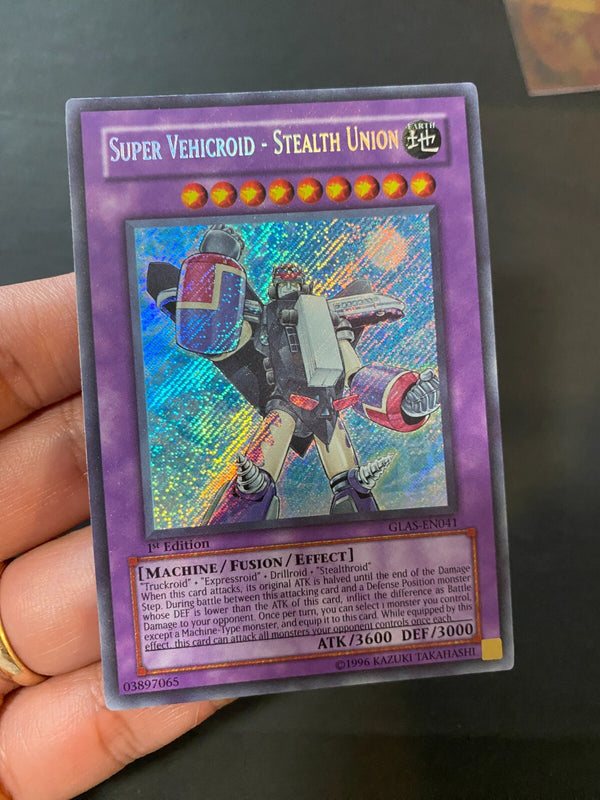 SUPER VEHICROID - STEALTH UNION
EARTH
地
GLAS-EN041
1st Edition
[MACHINE / FUSION / EFFECT]
"Truckroid" · "Expressroid" · Drillroid · "Stealthroid"
When this card attacks, its original ATK is halved until the end of the Damage
Step. During battle between this attacking card and a Defense Position monster
whose DEF is lower than the ATK of this card, inflict the difference as Battle
Damage to your opponent. Once per turn, you can select 1 monster you control,
except a Machine-Type monster, and equip it to this card. While equipped by this
effect, this card can attack all monsters your opponent controls once each.
ATK/3600 DEF/3000
03897065
©1996 KAZUKI TAKAHASHI